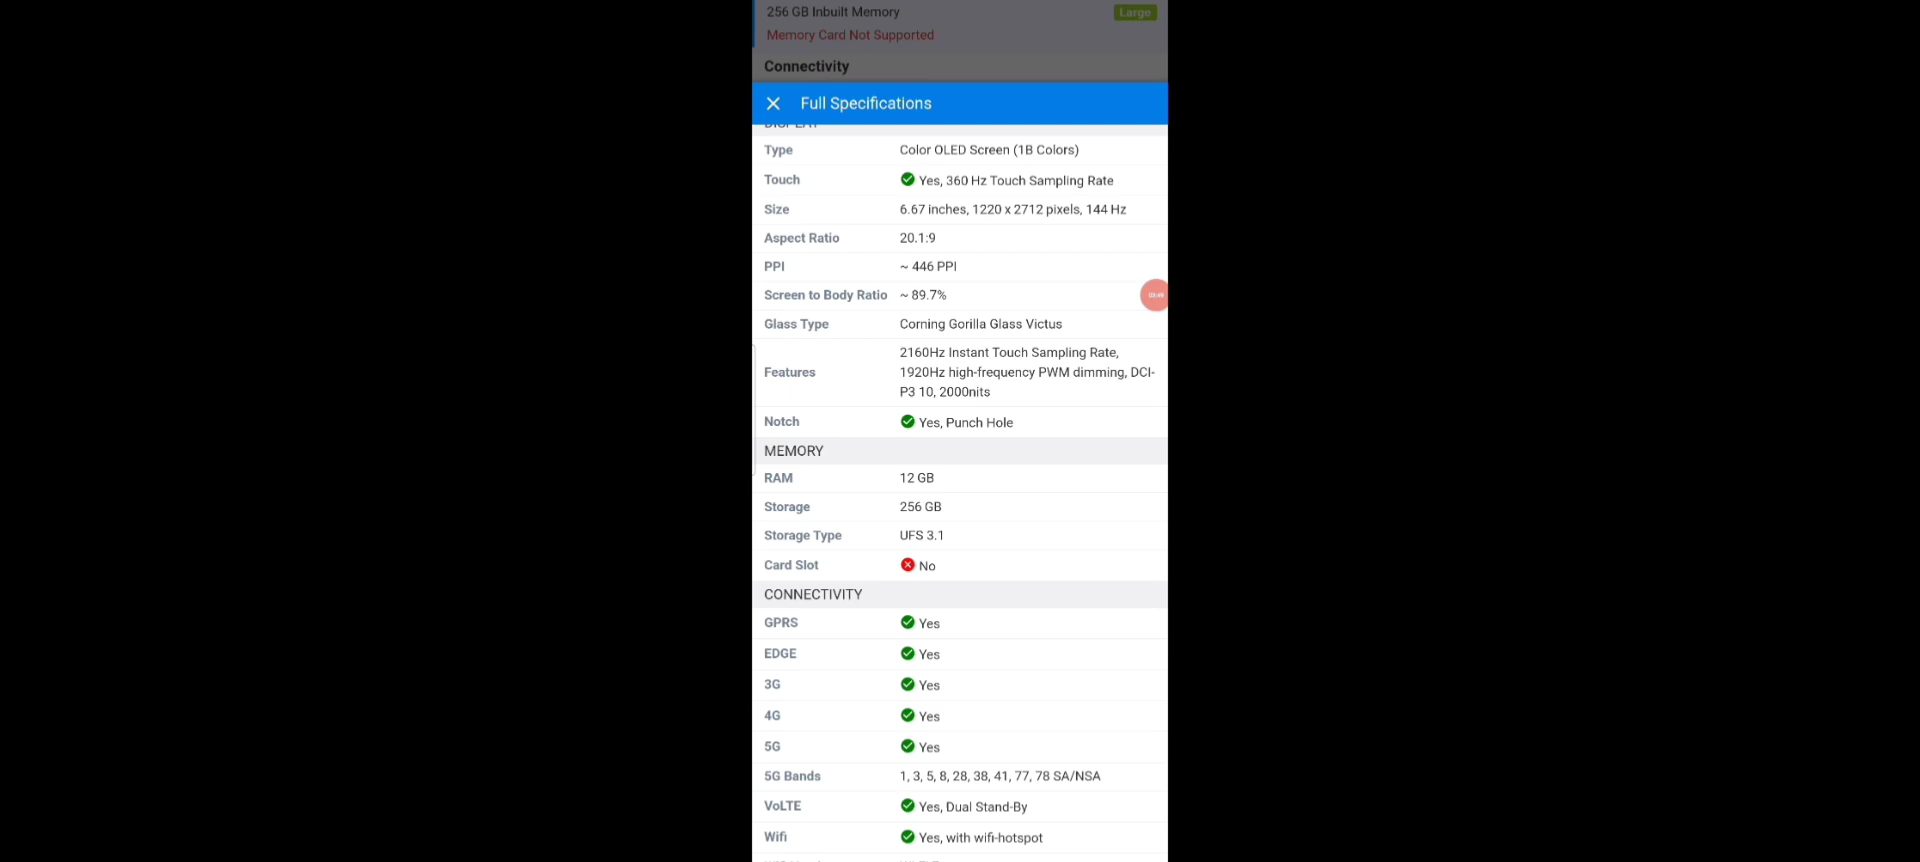 256 GB Inbuilt Memory Large
Memory Card Not Supported
Connectivity
Full Specifications
DISPLAY
Type Color OLED Screen (1B Colors)
Touch Yes, 360 Hz Touch Sampling Rate
Size 6.67 inches, 1220 x 2712 pixels, 144 Hz
Aspect Ratio 20.1:9
PPI ~ 446 PPI
Screen to Body Ratio ~ 89.7%
Glass Type Corning Gorilla Glass Victus
2160Hz Instant Touch Sampling Rate,
Features 1920Hz high-frequency PWM dimming, DCI-
P3 10, 2000nits
Notch Yes, Punch Hole
MEMORY
RAM 12 GB
Storage 256 GB
Storage Type UFS 3.1
Card Slot No
CONNECTIVITY
GPRS Yes
EDGE Yes
3G Yes
4G Yes
5G Yes
5G Bands 1, 3, 5, 8, 28, 38, 41, 77, 78 SA/NSA
VoLTE Yes, Dual Stand-By
Wifi Yes, with wifi-hotspot